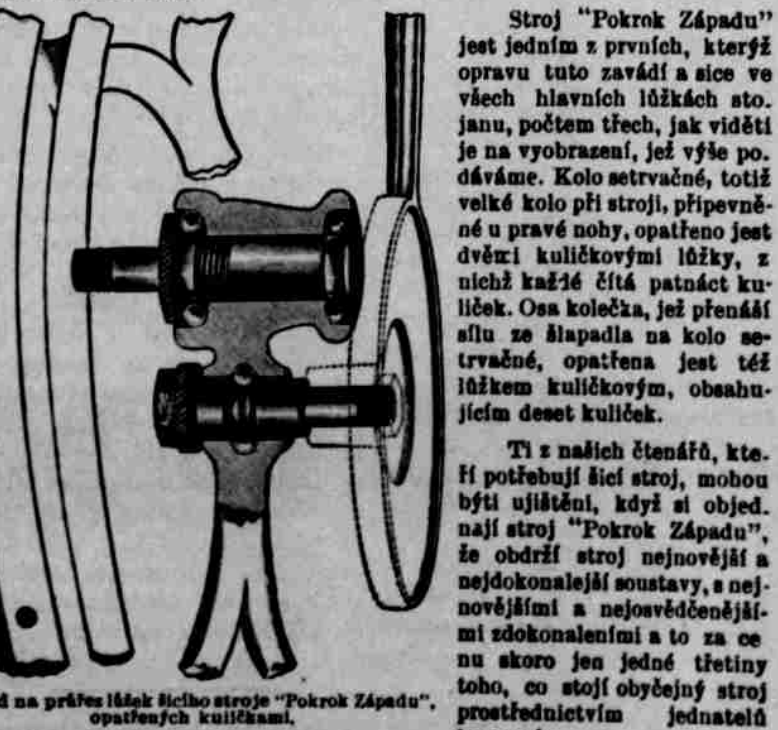 Stroj “Pokrok Západu”
jest jedním z prvních, kterýž
opravu tuto zavádí a sice ve
všech hlavních lůžkách sto.
janu, počtem třech, jak viděti
je na vyobrazení, jež výše po.
dáváme. Kolo setrvačné, totiž
velké kolo při stroji, připevně-
né u pravé nohy, opatřeno jest
dvěmi kuličkovými lůžky, z
nichž každé čítá patnáct ku-
liček. Osa kolečka, jež přenáší
sílu ze šlapadla na kolo se-
trvačné, opatřena jest též
lůžkem kuličkovým, obsahu-
jícím deset kuliček.
Ti z našich čtenářů, kte-
ří potřebují šicí stroj, mohou
býti ujištěni, když si objed.
nají stroj “Pokrok Západu”,
že obdrží stroj nejnovější a
nejdokonalejší soustavy, s nej-
novějšími a nejosvědčenější-
mi zdokonaleními a to za ce
nu skoro jen jedné třetiny
toho, co stojí obyčejný stroj
prostřednictvím jednatelů
d na průřes lůžek šicího stroje “Pokrok Západu”,
opatřených kuličkami.